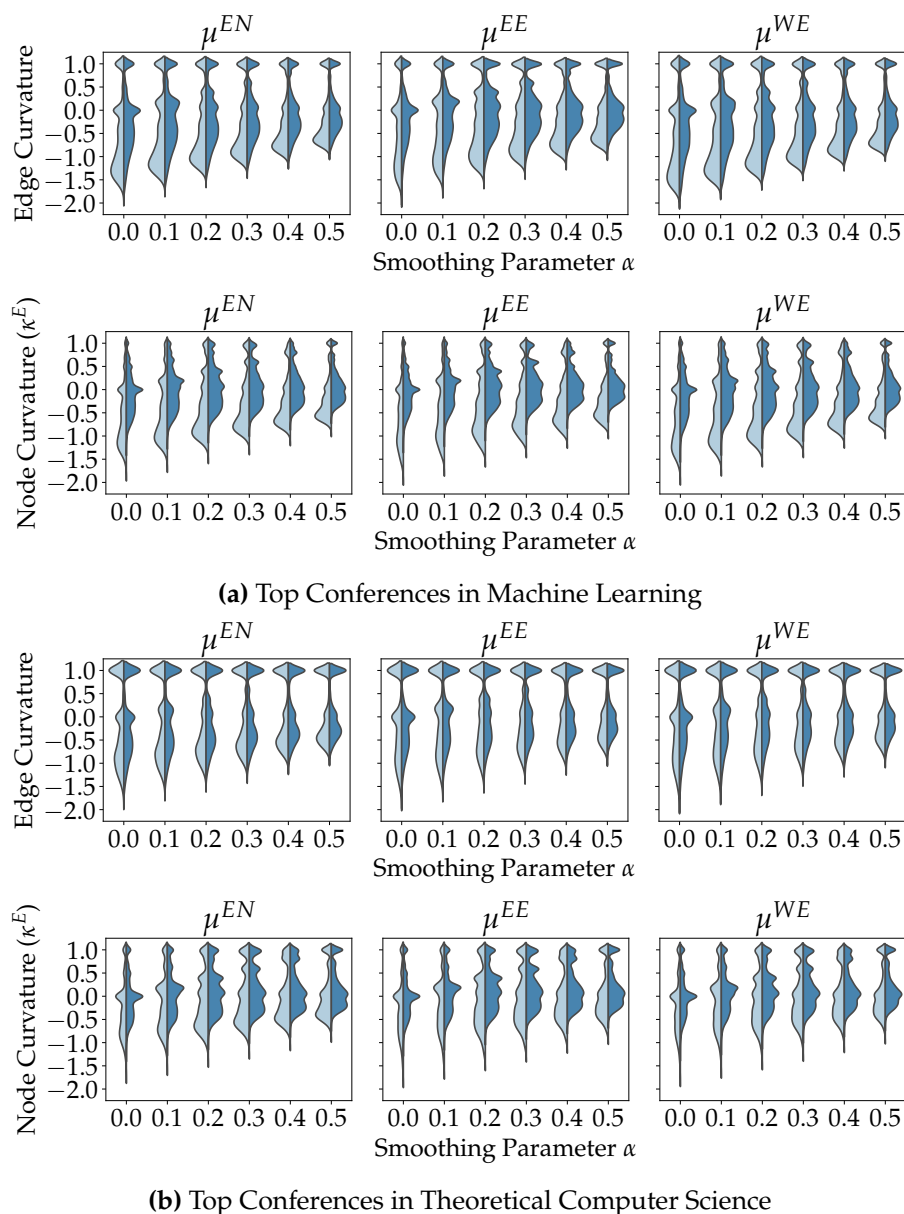 μ^EN μ^EE μ^WE
Edge Curvature
1.0
0.5
0.0
−0.5
−1.0
−1.5
−2.0
0.0 0.1 0.2 0.3 0.4 0.5 0.0 0.1 0.2 0.3 0.4 0.5 0.0 0.1 0.2 0.3 0.4 0.5
Smoothing Parameter α
μ^EN μ^EE μ^WE
Node Curvature (κ^E)
1.0
0.5
0.0
−0.5
−1.0
−1.5
−2.0
0.0 0.1 0.2 0.3 0.4 0.5 0.0 0.1 0.2 0.3 0.4 0.5 0.0 0.1 0.2 0.3 0.4 0.5
Smoothing Parameter α
(a) Top Conferences in Machine Learning
μ^EN μ^EE μ^WE
Edge Curvature
1.0
0.5
0.0
−0.5
−1.0
−1.5
−2.0
0.0 0.1 0.2 0.3 0.4 0.5 0.0 0.1 0.2 0.3 0.4 0.5 0.0 0.1 0.2 0.3 0.4 0.5
Smoothing Parameter α
μ^EN μ^EE μ^WE
Node Curvature (κ^E)
1.0
0.5
0.0
−0.5
−1.0
−1.5
−2.0
0.0 0.1 0.2 0.3 0.4 0.5 0.0 0.1 0.2 0.3 0.4 0.5 0.0 0.1 0.2 0.3 0.4 0.5
Smoothing Parameter α
(b) Top Conferences in Theoretical Computer Science